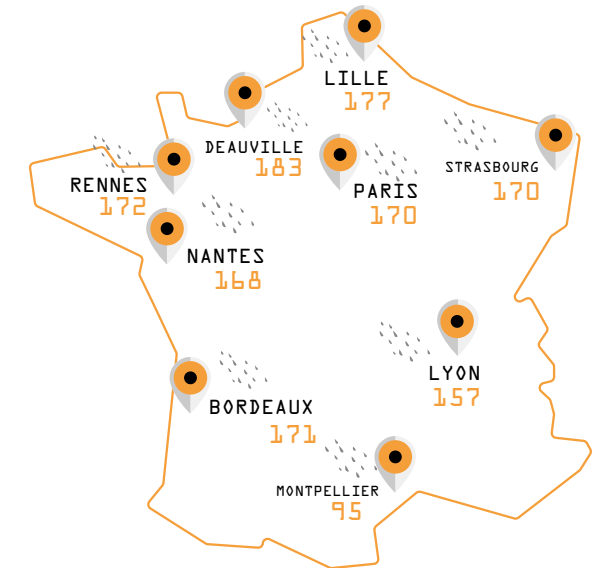 LILLE
177
DEAUVILLE
183
STRASBOURG
170
PARIS
170
RENNES
172
NANTES
168
LYON
157
BORDEAUX
171
MONTPELLIER
95